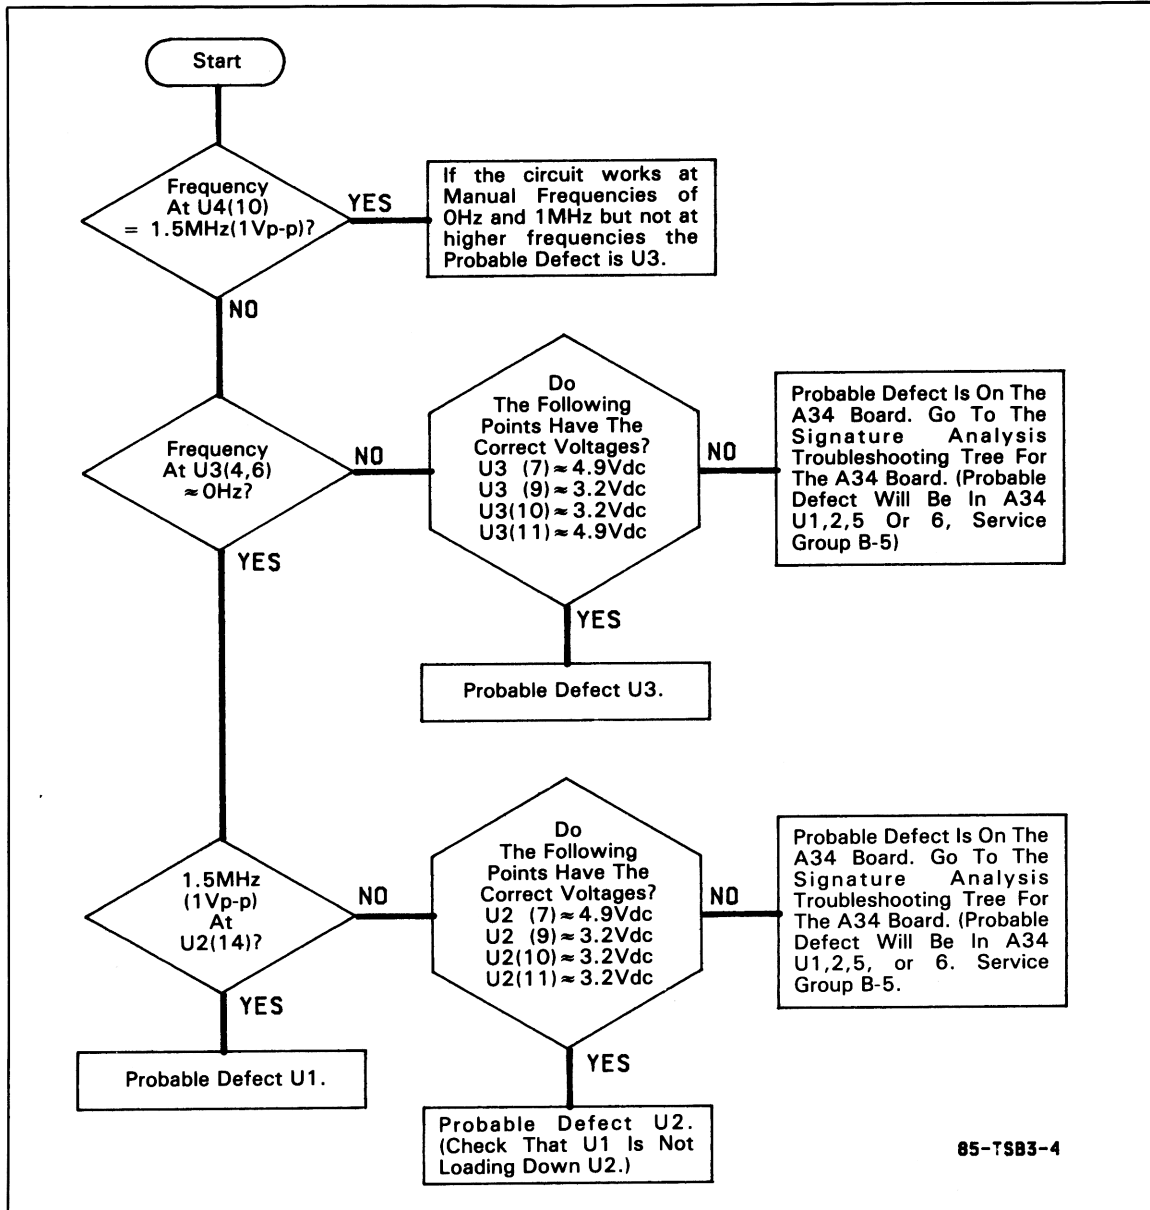 Start
Frequency
At U4(10)
= 1.5MHz(1Vp-p)?
YES
If the circuit works at
Manual Frequencies of
0Hz and 1MHz but not at
higher frequencies the
Probable Defect is U3.
NO
Frequency
At U3(4,6)
≈0Hz?
NO
Do
The Following
Points Have The
Correct Voltages?
U3 (7)≈4.9Vdc
U3 (9)≈3.2Vdc
U3(10)≈3.2Vdc
U3(11)≈4.9Vdc
NO
Probable Defect Is On The
A34 Board. Go To The
Signature Analysis
Troubleshooting Tree For
The A34 Board. (Probable
Defect Will Be In A34
U1,2,5 Or 6, Service
Group B-5)
YES
YES
Probable Defect U3.
1.5MHz
(1Vp-p)
At
U2(14)?
NO
Do
The Following
Points Have The
Correct Voltages?
U2 (7)≈4.9Vdc
U2 (9)≈3.2Vdc
U2(10)≈3.2Vdc
U2(11)≈3.2Vdc
NO
Probable Defect Is On The
A34 Board. Go To The
Signature Analysis
Troubleshooting Tree For
The A34 Board. (Probable
Defect Will Be In A34
U1,2,5, or 6. Service
Group B-5.
YES
Probable Defect U1.
YES
Probable Defect U2.
(Check That U1 Is Not
Loading Down U2.)
85-TSB3-4